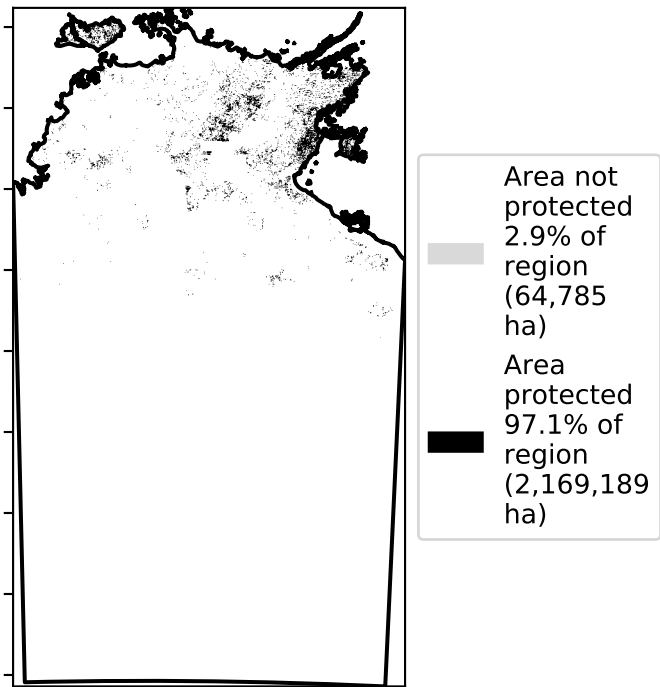 Area not
protected
2.9% of
region
(64,785
ha)
Area
protected
97.1% of
region
(2,169,189
ha)